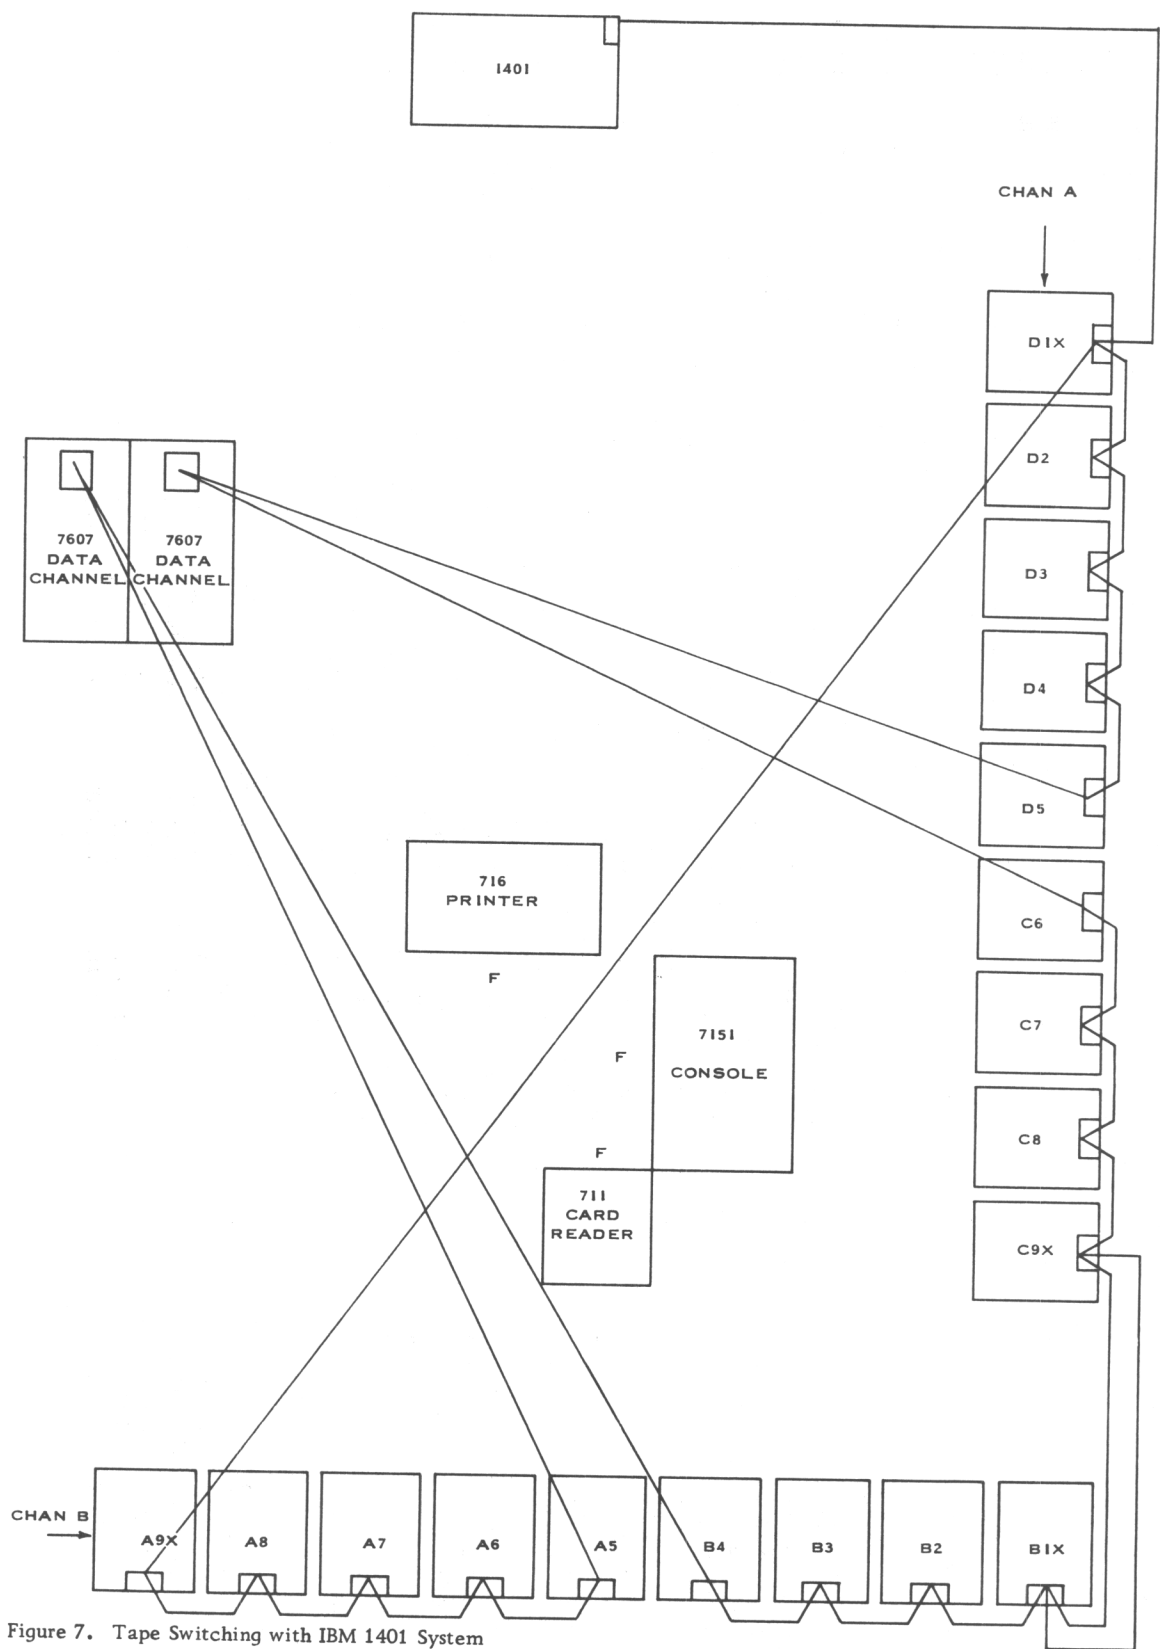 1401
CHAN A
D1X
D2
7607
DATA
CHANNEL
7607
DATA
CHANNEL
D3
D4
D5
716
PRINTER
C6
F
7151
CONSOLE
F
C7
F
C8
711
CARD
READER
C9X
CHAN B
A9X
A8
A7
A6
A5
B4
B3
B2
B1X
Figure 7. Tape Switching with IBM 1401 System